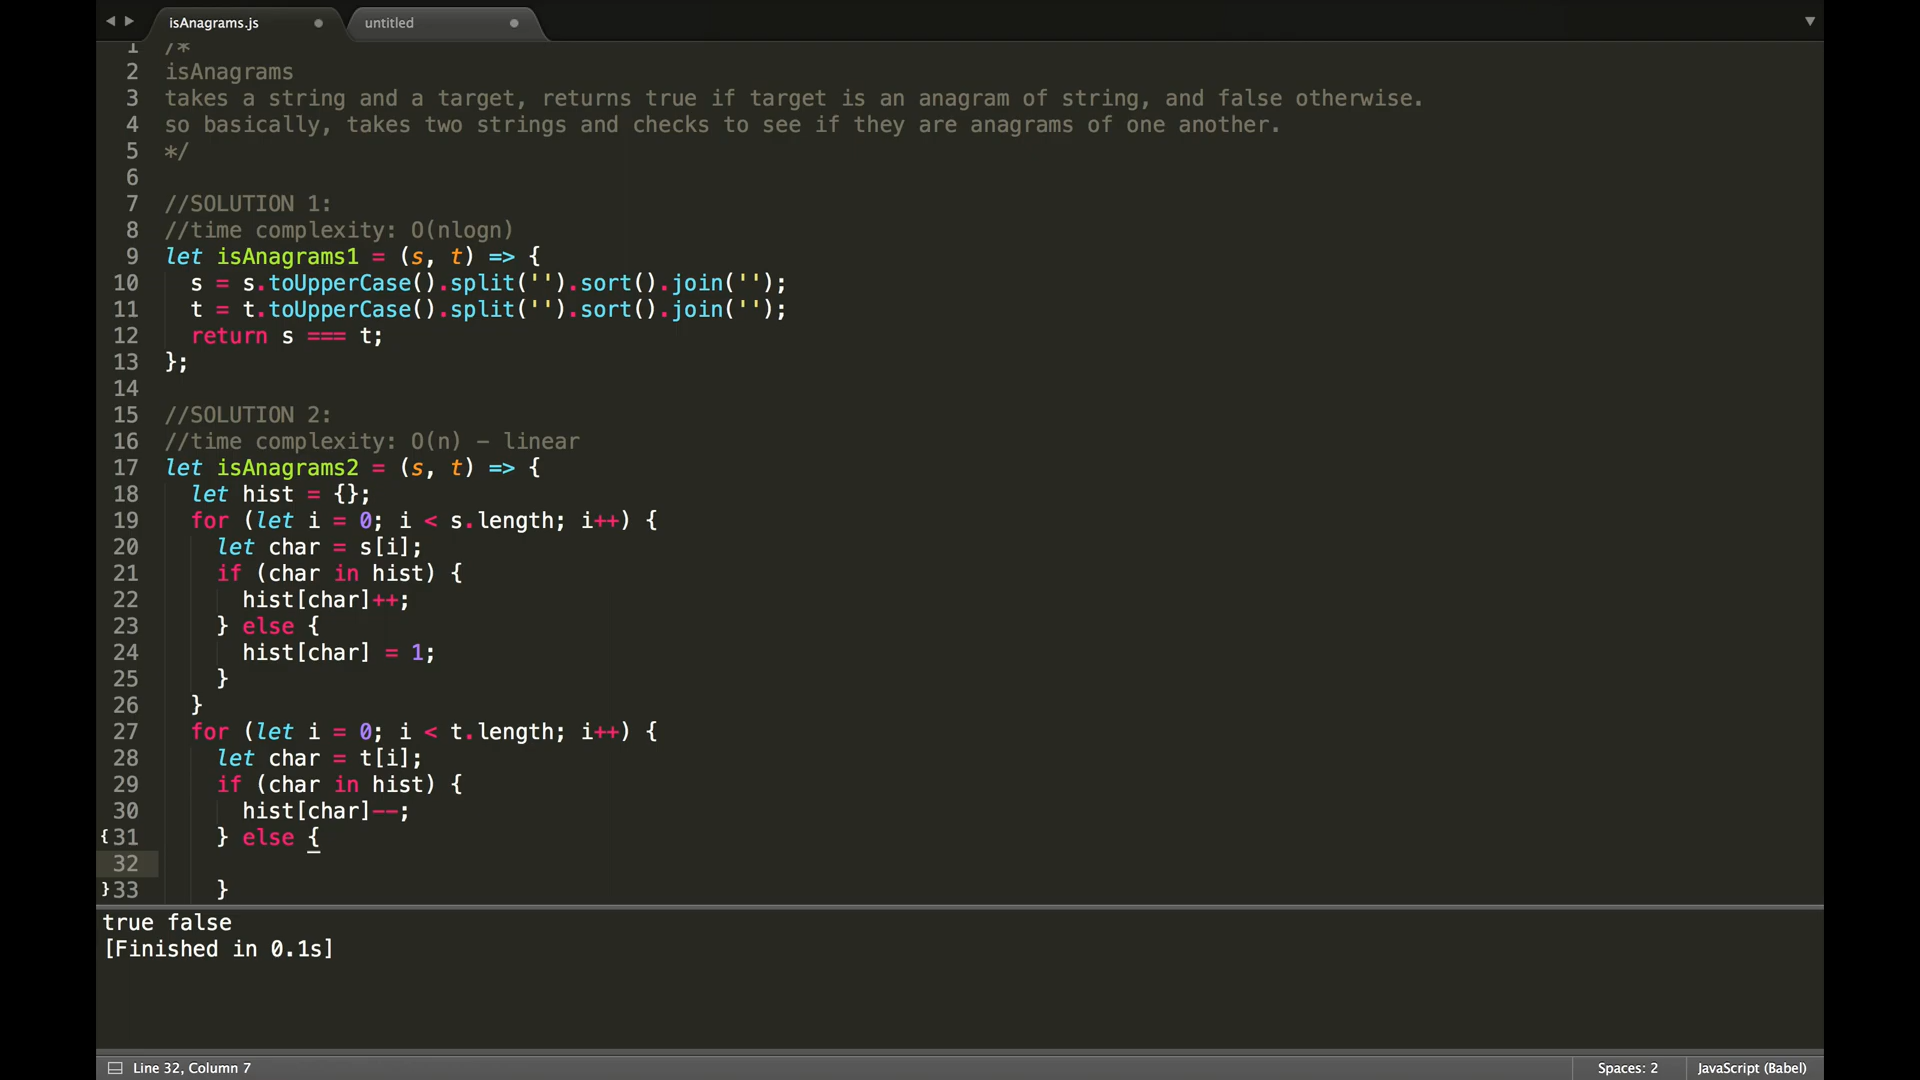 isAnagrams.js
untitled
1 /*
2 isAnagrams
3 takes a string and a target, returns true if target is an anagram of string, and false otherwise.
4 so basically, takes two strings and checks to see if they are anagrams of one another.
5 */
6
7 //SOLUTION 1:
8 //time complexity: O(nlogn)
9 let isAnagrams1 = (s, t) => {
10   s = s.toUpperCase().split('').sort().join('');
11   t = t.toUpperCase().split('').sort().join('');
12   return s === t;
13 };
14
15 //SOLUTION 2:
16 //time complexity: O(n) - linear
17 let isAnagrams2 = (s, t) => {
18   let hist = {};
19   for (let i = 0; i < s.length; i++) {
20     let char = s[i];
21     if (char in hist) {
22       hist[char]++;
23     } else {
24       hist[char] = 1;
25     }
26   }
27   for (let i = 0; i < t.length; i++) {
28     let char = t[i];
29     if (char in hist) {
30       hist[char]--;
{31     } else {
32
}33     }
true false
[Finished in 0.1s]
Line 32, Column 7
Spaces: 2
JavaScript (Babel)